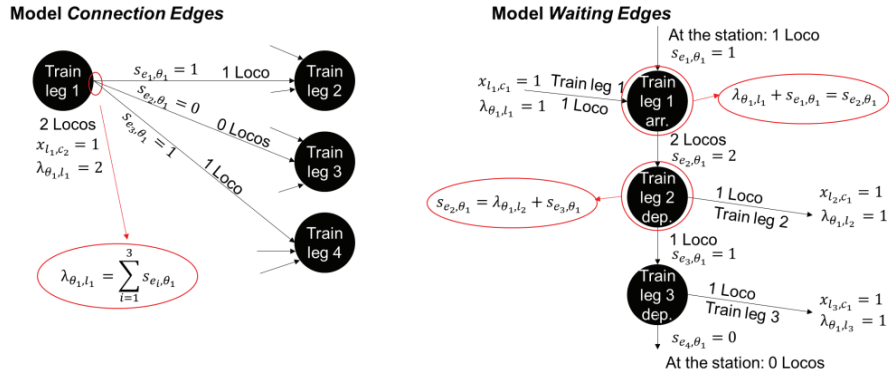 Model Connection Edges
Train
leg 1
s_{e_1,θ_1} = 1
1 Loco
Train
leg 2
s_{e_2,θ_1} = 0
0 Locos
Train
leg 3
s_{e_3,θ_1} = 1
1 Loco
Train
leg 4
2 Locos
x_{l_1,c_2} = 1
λ_{θ_1,l_1} = 2
λ_{θ_1,l_1} = \sum_{i=1}^{3} s_{e_i,θ_1}
Model Waiting Edges
At the station: 1 Loco
s_{e_1,θ_1} = 1
x_{l_1,c_1} = 1
λ_{θ_1,l_1} = 1
Train leg 1
1 Loco
Train
leg 1
arr.
λ_{θ_1,l_1} + s_{e_1,θ_1} = s_{e_2,θ_1}
2 Locos
s_{e_2,θ_1} = 2
s_{e_2,θ_1} = λ_{θ_1,l_2} + s_{e_3,θ_1}
Train
leg 2
dep.
1 Loco
Train leg 2
x_{l_2,c_1} = 1
λ_{θ_1,l_2} = 1
1 Loco
s_{e_3,θ_1} = 1
Train
leg 3
dep.
1 Loco
Train leg 3
x_{l_3,c_1} = 1
λ_{θ_1,l_3} = 1
s_{e_4,θ_1} = 0
At the station: 0 Locos